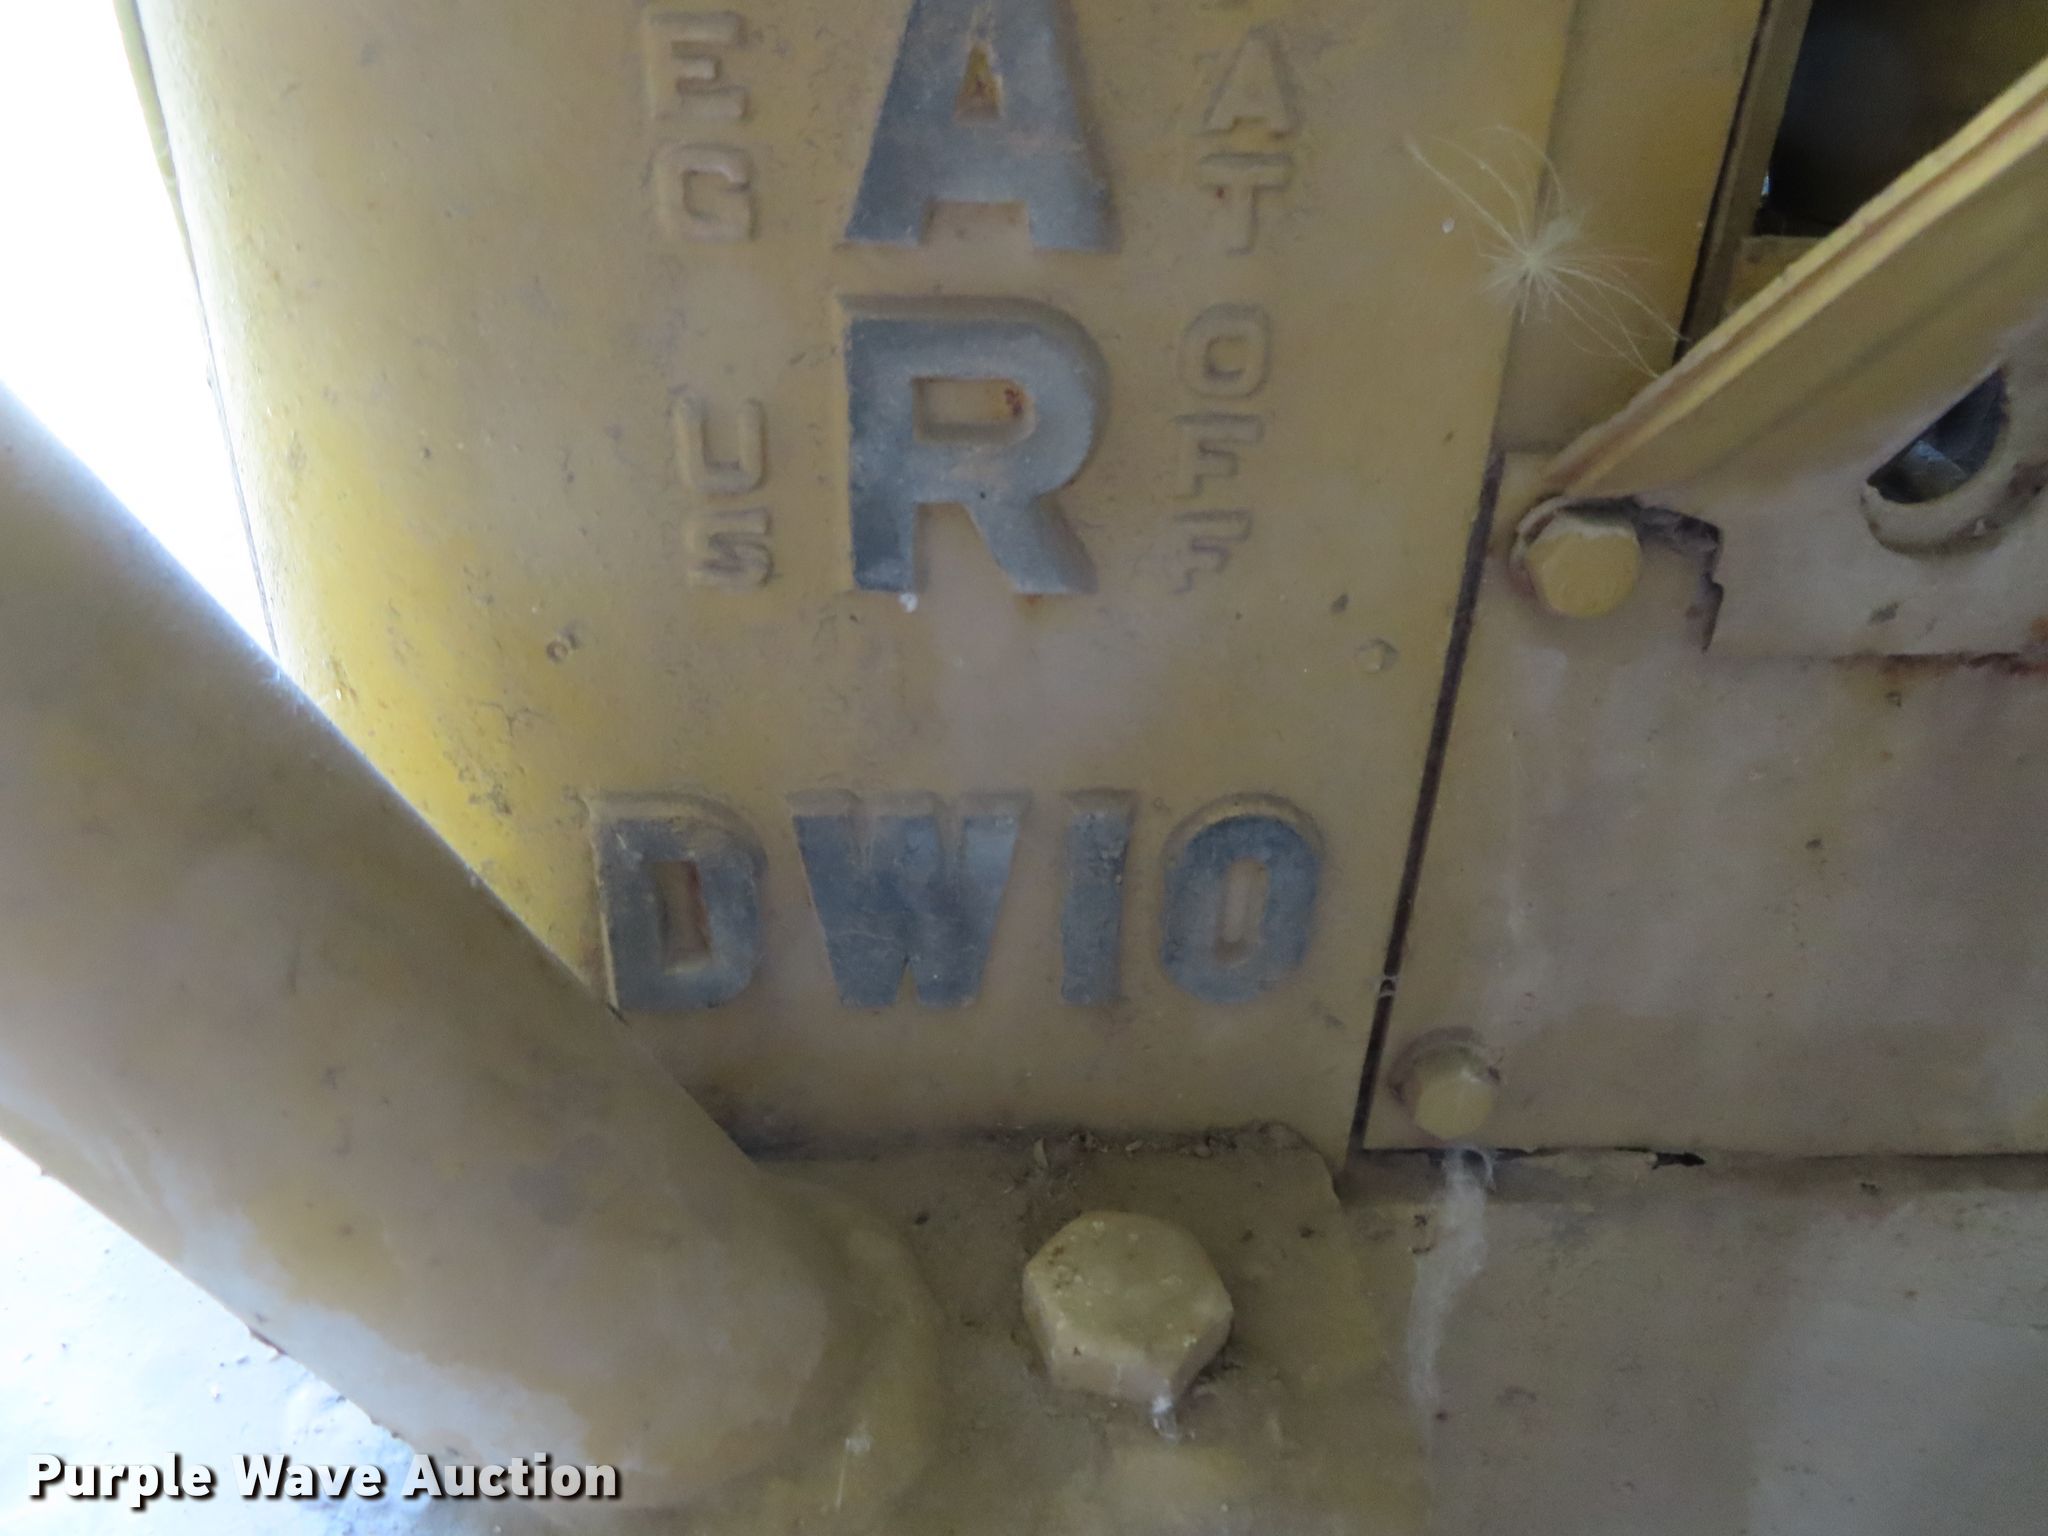 REG US
A
R
PAT OFF
DW10
Purple Wave Auction